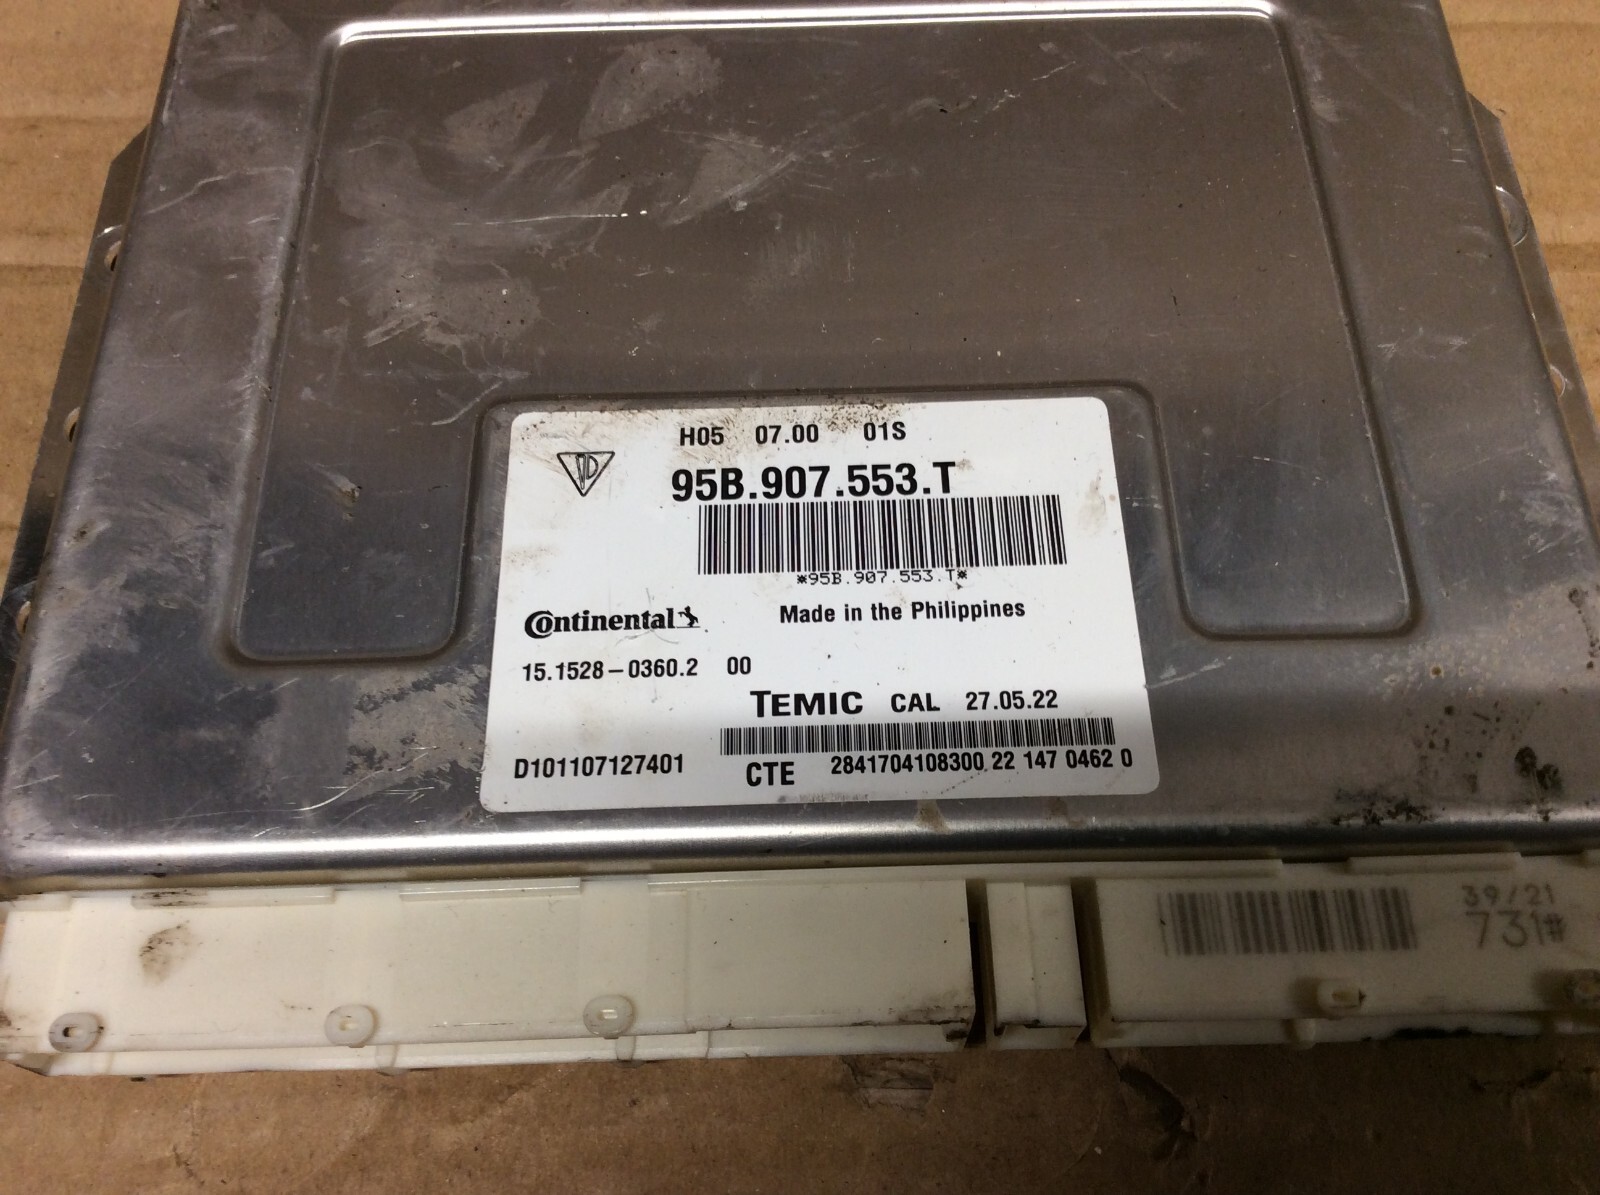 H05 07.00 01S
95B.907.553.T
*95B.907.553.T*
Continental
Made in the Philippines
15.1528-0360.2 00
TEMIC CAL 27.05.22
D101107127401
CTE 2841704108300 22 147 0462 0
39/21
731#